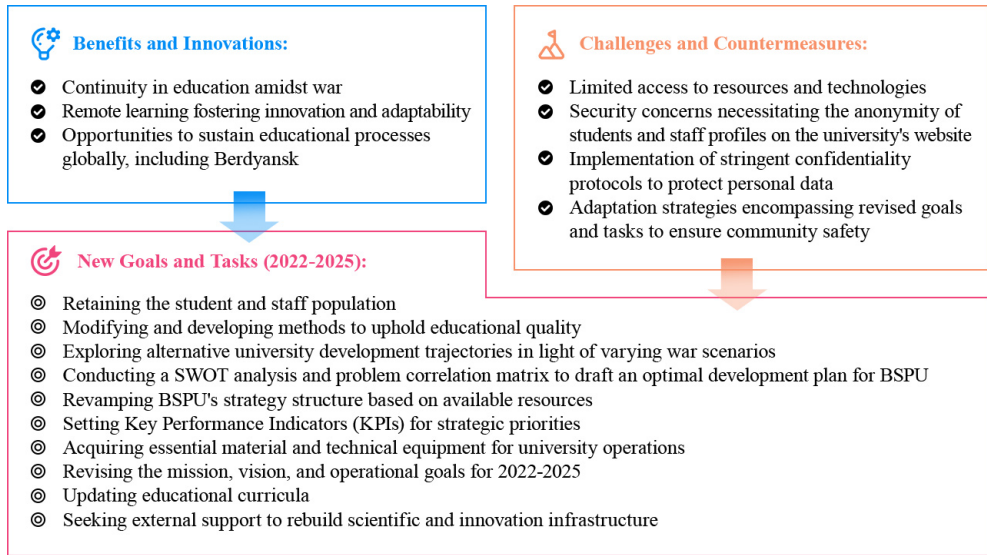 Benefits and Innovations:
Continuity in education amidst war
Remote learning fostering innovation and adaptability
Opportunities to sustain educational processes
globally, including Berdyansk
Challenges and Countermeasures:
Limited access to resources and technologies
Security concerns necessitating the anonymity of
students and staff profiles on the university's website
Implementation of stringent confidentiality
protocols to protect personal data
Adaptation strategies encompassing revised goals
and tasks to ensure community safety
New Goals and Tasks (2022-2025):
Retaining the student and staff population
Modifying and developing methods to uphold educational quality
Exploring alternative university development trajectories in light of varying war scenarios
Conducting a SWOT analysis and problem correlation matrix to draft an optimal development plan for BSPU
Revamping BSPU's strategy structure based on available resources
Setting Key Performance Indicators (KPIs) for strategic priorities
Acquiring essential material and technical equipment for university operations
Revising the mission, vision, and operational goals for 2022-2025
Updating educational curricula
Seeking external support to rebuild scientific and innovation infrastructure